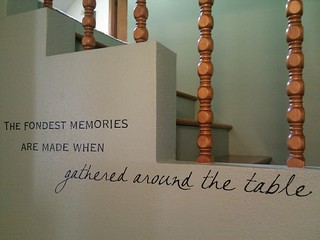 THE FONDEST MEMORIES
ARE MADE WHEN
gathered around the table